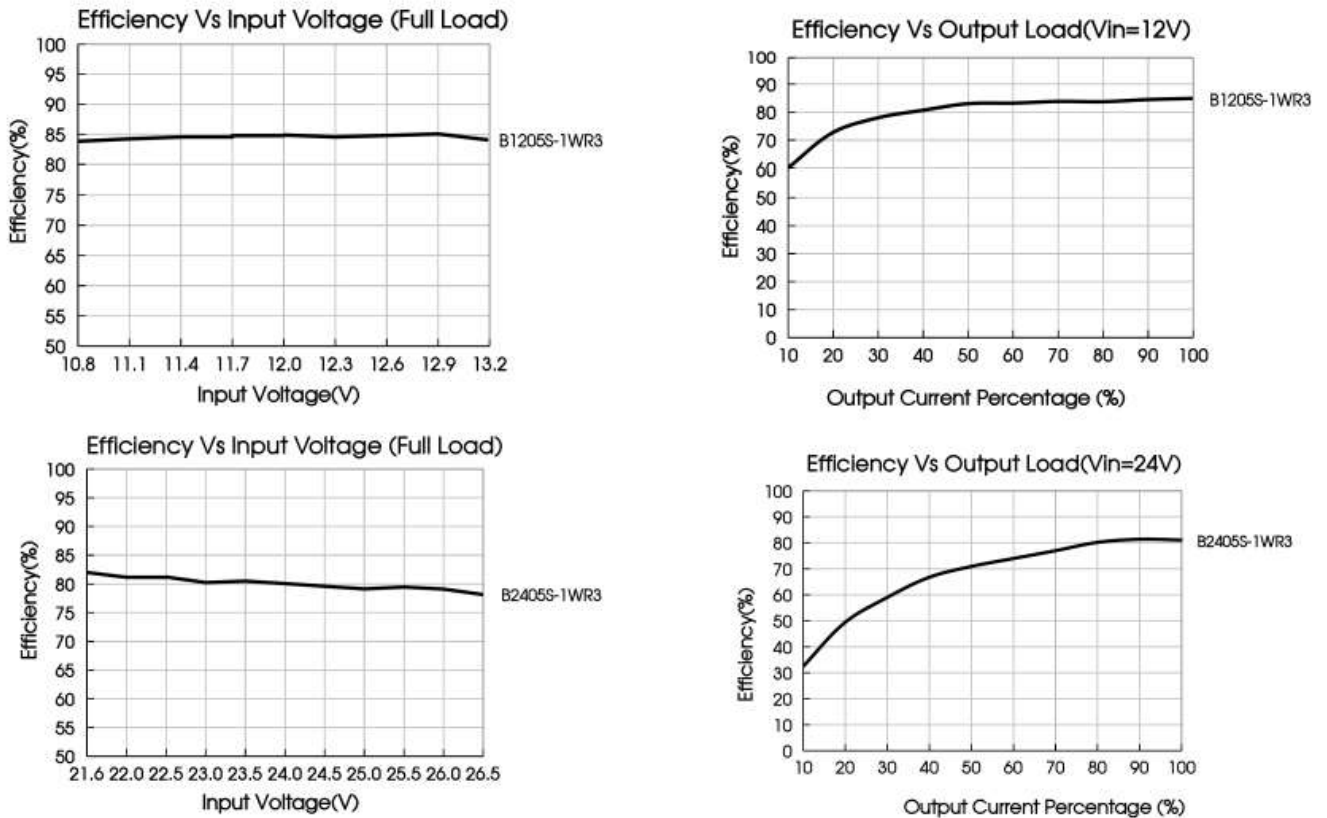 Efficiency Vs Input Voltage (Full Load)
100
95
90
85
80
75
70
65
60
55
50
Efficiency(%)
B1205S-1WR3
10.8 11.1 11.4 11.7 12.0 12.3 12.6 12.9 13.2
Input Voltage(V)
Efficiency Vs Output Load(Vin=12V)
100
90
80
70
60
50
40
30
20
10
0
Efficiency(%)
B1205S-1WR3
10 20 30 40 50 60 70 80 90 100
Output Current Percentage (%)
Efficiency Vs Input Voltage (Full Load)
100
95
90
85
80
75
70
65
60
55
50
Efficiency(%)
B2405S-1WR3
21.6 22.0 22.5 23.0 23.5 24.0 24.5 25.0 25.5 26.0 26.5
Input Voltage(V)
Efficiency Vs Output Load(Vin=24V)
100
90
80
70
60
50
40
30
20
10
0
Efficiency(%)
B2405S-1WR3
10 20 30 40 50 60 70 80 90 100
Output Current Percentage (%)